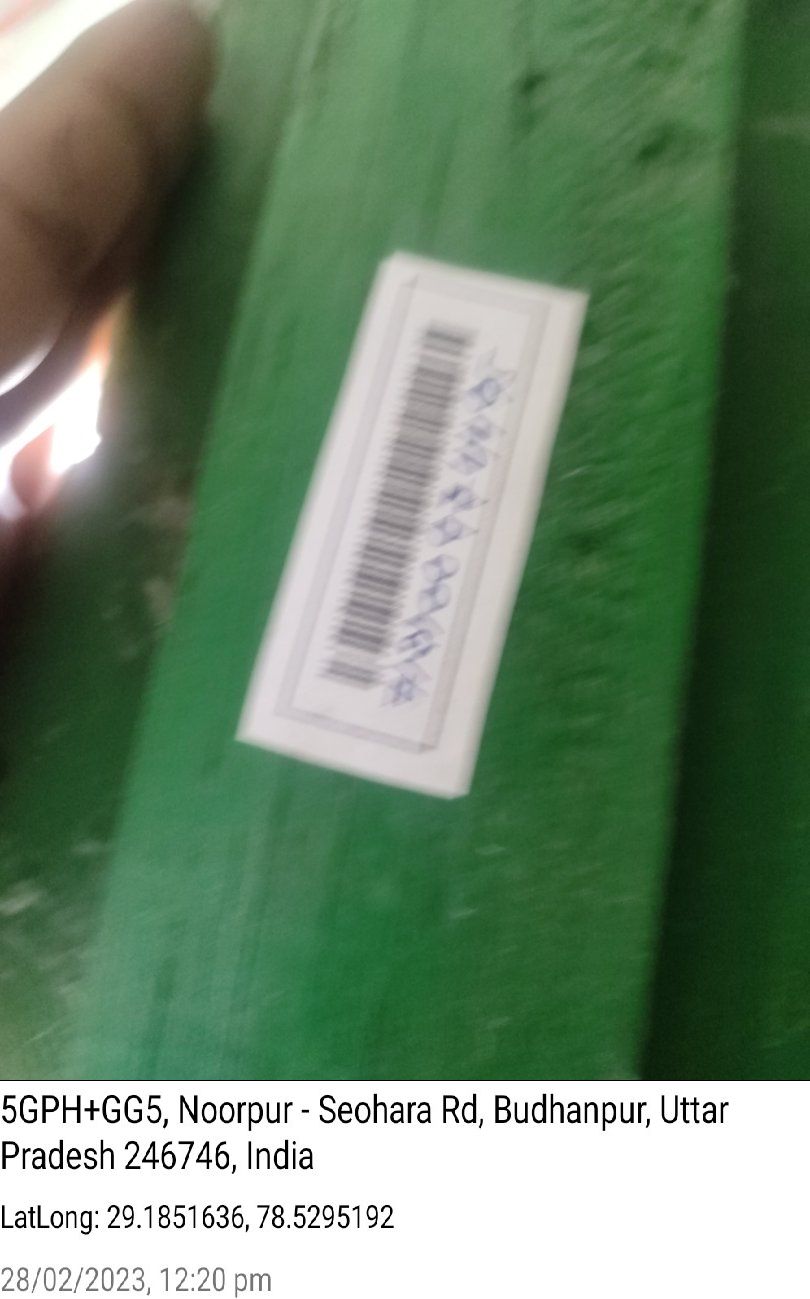 5GPH+GG5, Noorpur - Seohara Rd, Budhanpur, Uttar
Pradesh 246746, India
LatLong: 29.1851636, 78.5295192
28/02/2023, 12:20 pm